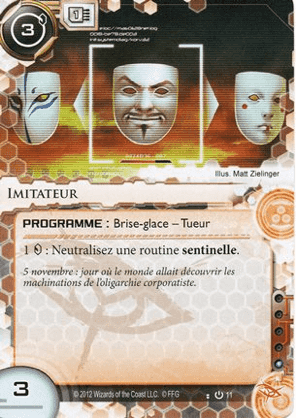 3
1
Illus. Matt Zielinger
IMITATEUR
PROGRAMME : Brise-glace – Tueur
1 : Neutralisez une routine sentinelle.
5 novembre : jour où le monde allait découvrir les
machinations de l'oligarchie corporatiste.
3
© 2012 Wizards of the Coast LLC. © FFG
11